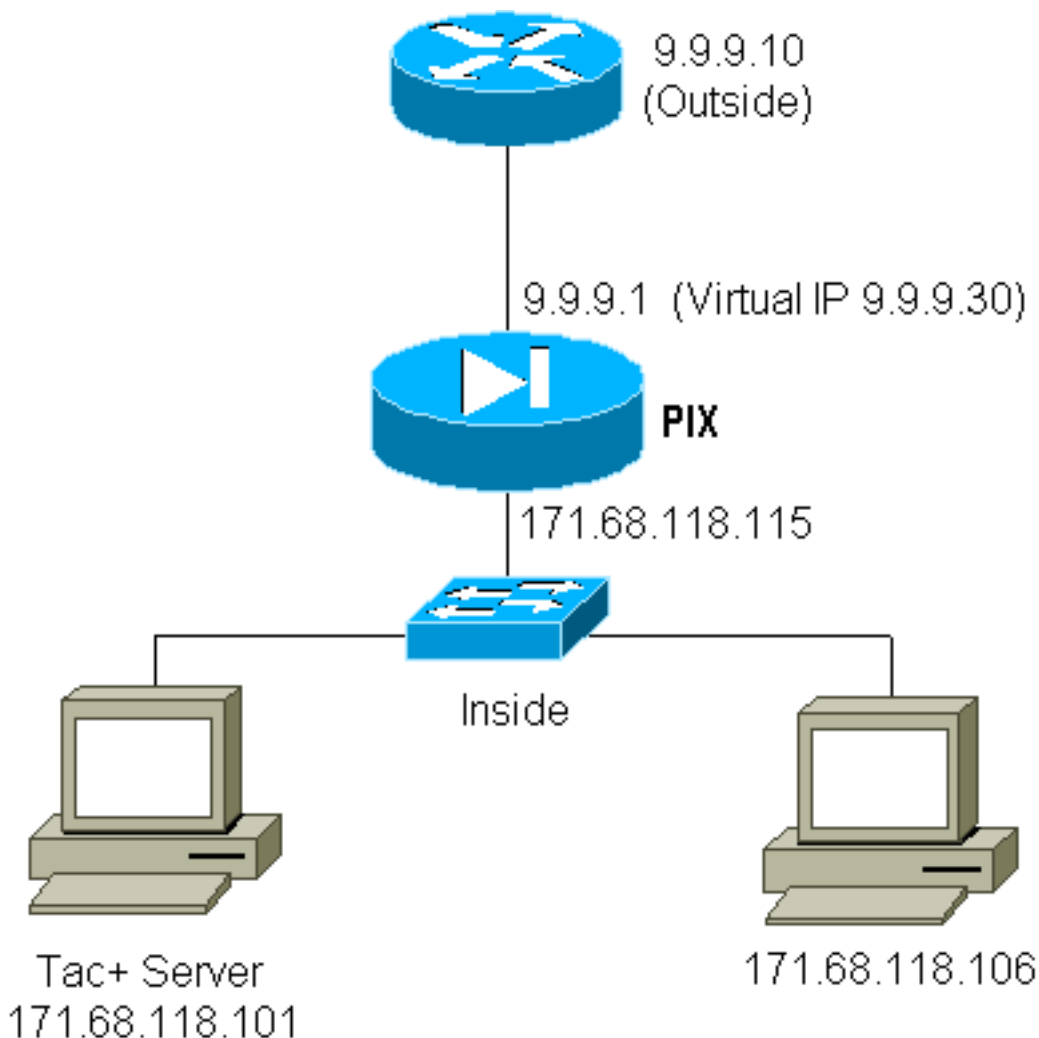 9.9.9.10
(Outside)
9.9.9.1 (Virtual IP 9.9.9.30)
PIX
171.68.118.115
Inside
Tac+ Server
171.68.118.101
171.68.118.106